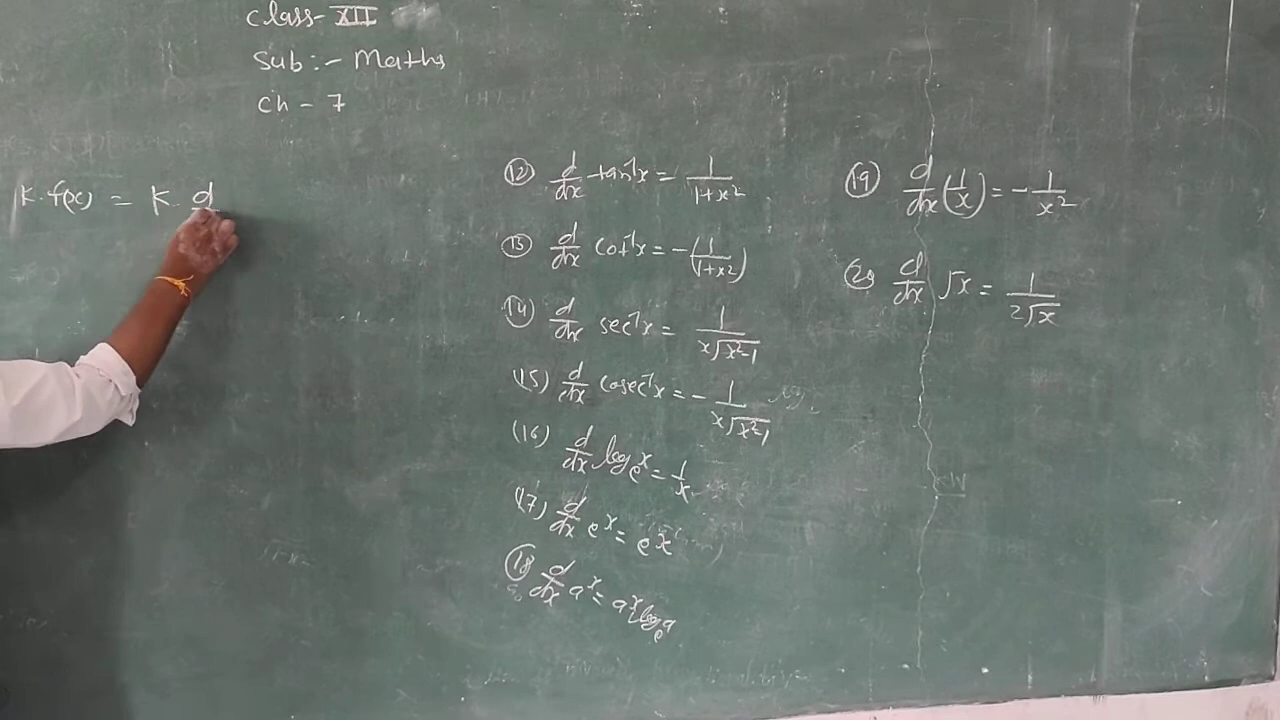 Class-XII
Sub:- Maths
Ch - 7
K.f(x) = K. d
(12) d/dx tan⁻¹x = 1/1+x²
(13) d/dx cot⁻¹x = -(1/1+x²)
(14) d/dx sec⁻¹x = 1/x√x²-1
(15) d/dx cosec⁻¹x = - 1/x√x²-1
(16) d/dx logₑx = 1/x
(17) d/dx eˣ = eˣ
(18) d/dx aˣ = aˣ logₑa
(19) d/dx (1/x) = - 1/x²
(20) d/dx √x = 1/2√x